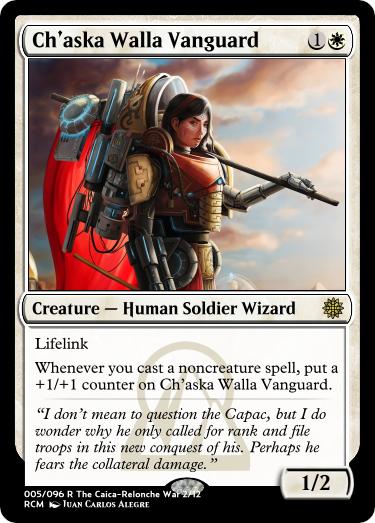 Ch'aska Walla Vanguard 1
Creature — Human Soldier Wizard
Lifelink
Whenever you cast a noncreature spell, put a
+1/+1 counter on Ch'aska Walla Vanguard.
“I don't mean to question the Capac, but I do
wonder why he only called for rank and file
troops in this new conquest of his. Perhaps he
fears the collateral damage.”
1/2
005/096 R The Caica-Relonche War 2/12
RCM Juan Carlos Alegre